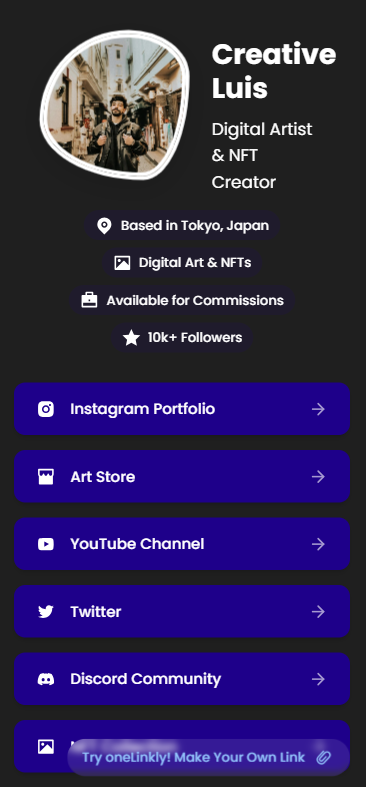 Creative
Luis
Digital Artist
& NFT
Creator
Based in Tokyo, Japan
Digital Art & NFTs
Available for Commissions
10k+ Followers
Instagram Portfolio
Art Store
YouTube Channel
Twitter
Discord Community
Try oneLinkly! Make Your Own Link